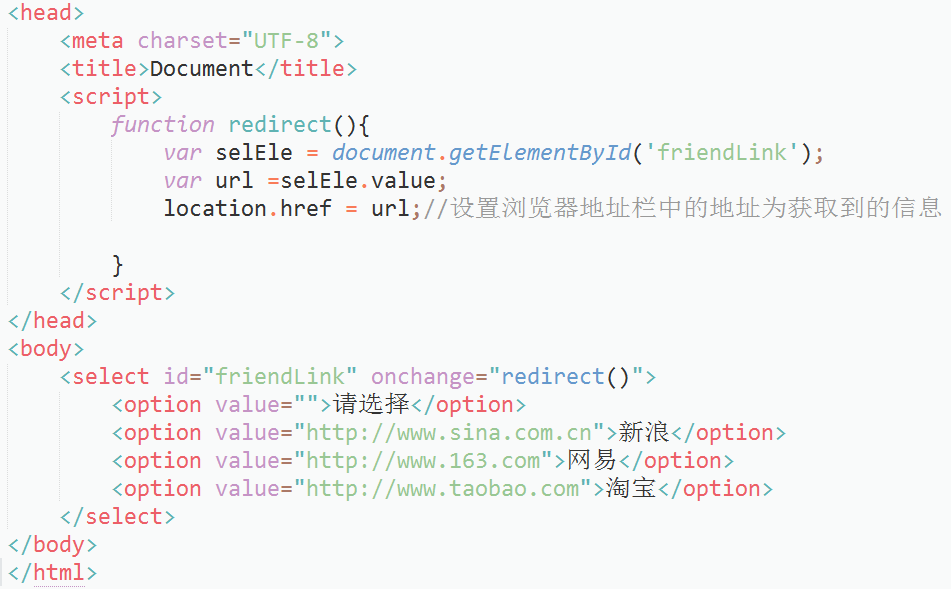 <head>
    <meta charset="UTF-8">
    <title>Document</title>
    <script>
        function redirect(){
            var selEle = document.getElementById('friendLink');
            var url =selEle.value;
            location.href = url;//设置浏览器地址栏中的地址为获取到的信息
        }
    </script>
</head>
<body>
    <select id="friendLink" onchange="redirect()">
        <option value="">请选择</option>
        <option value="http://www.sina.com.cn">新浪</option>
        <option value="http://www.163.com">网易</option>
        <option value="http://www.taobao.com">淘宝</option>
    </select>
</body>
</html>